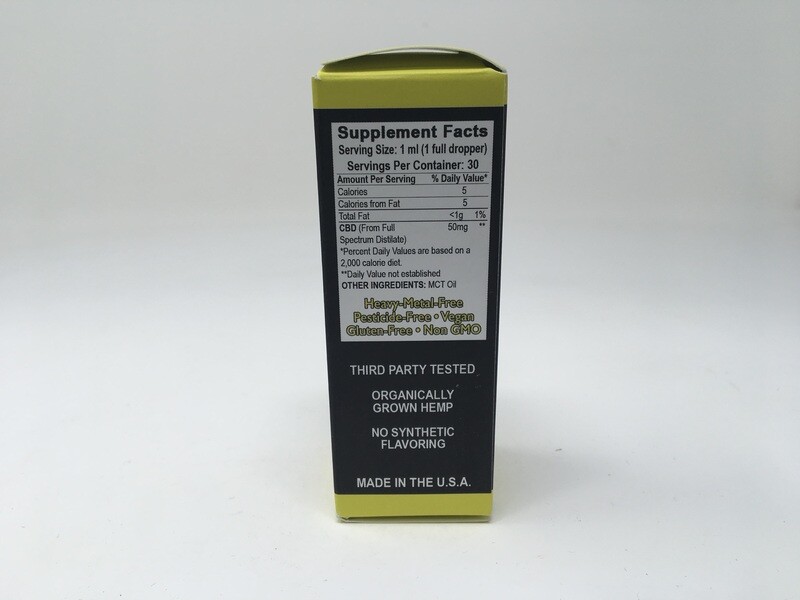 Supplement Facts
Serving Size: 1 ml (1 full dropper)
Servings Per Container: 30
Amount Per Serving % Daily Value*
Calories 5
Calories from Fat 5
Total Fat <1g 1%
CBD (From Full 50mg **
Spectrum Distilate)
*Percent Daily Values are based on a
2,000 calorie diet.
**Daily Value not established
OTHER INGREDIENTS: MCT Oil
Heavy-Metal-Free
Pesticide-Free • Vegan
Gluten-Free • Non GMO
THIRD PARTY TESTED
ORGANICALLY
GROWN HEMP
NO SYNTHETIC
FLAVORING
MADE IN THE U.S.A.